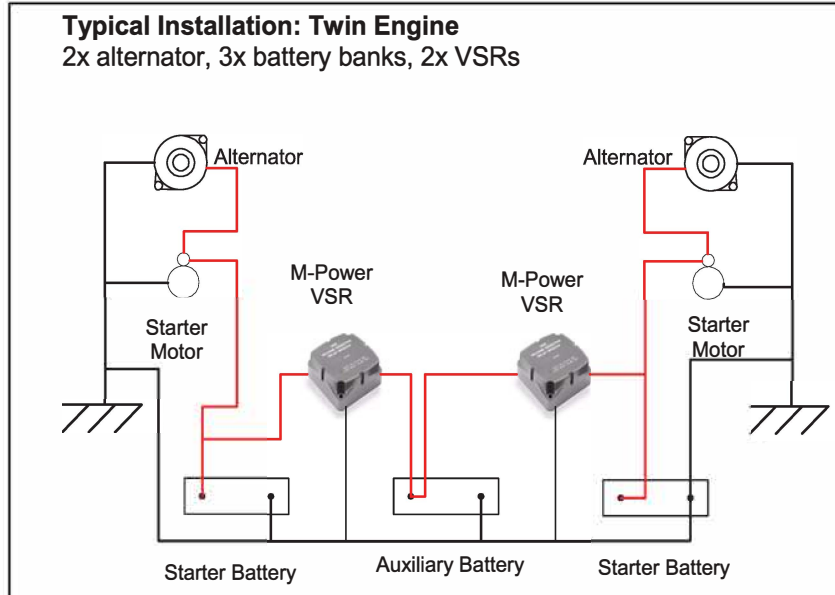 Typical Installation: Twin Engine
2x alternator, 3x battery banks, 2x VSRs
Alternator
Alternator
M-Power
VSR
M-Power
VSR
Starter
Motor
Starter
Motor
Starter Battery
Auxiliary Battery
Starter Battery